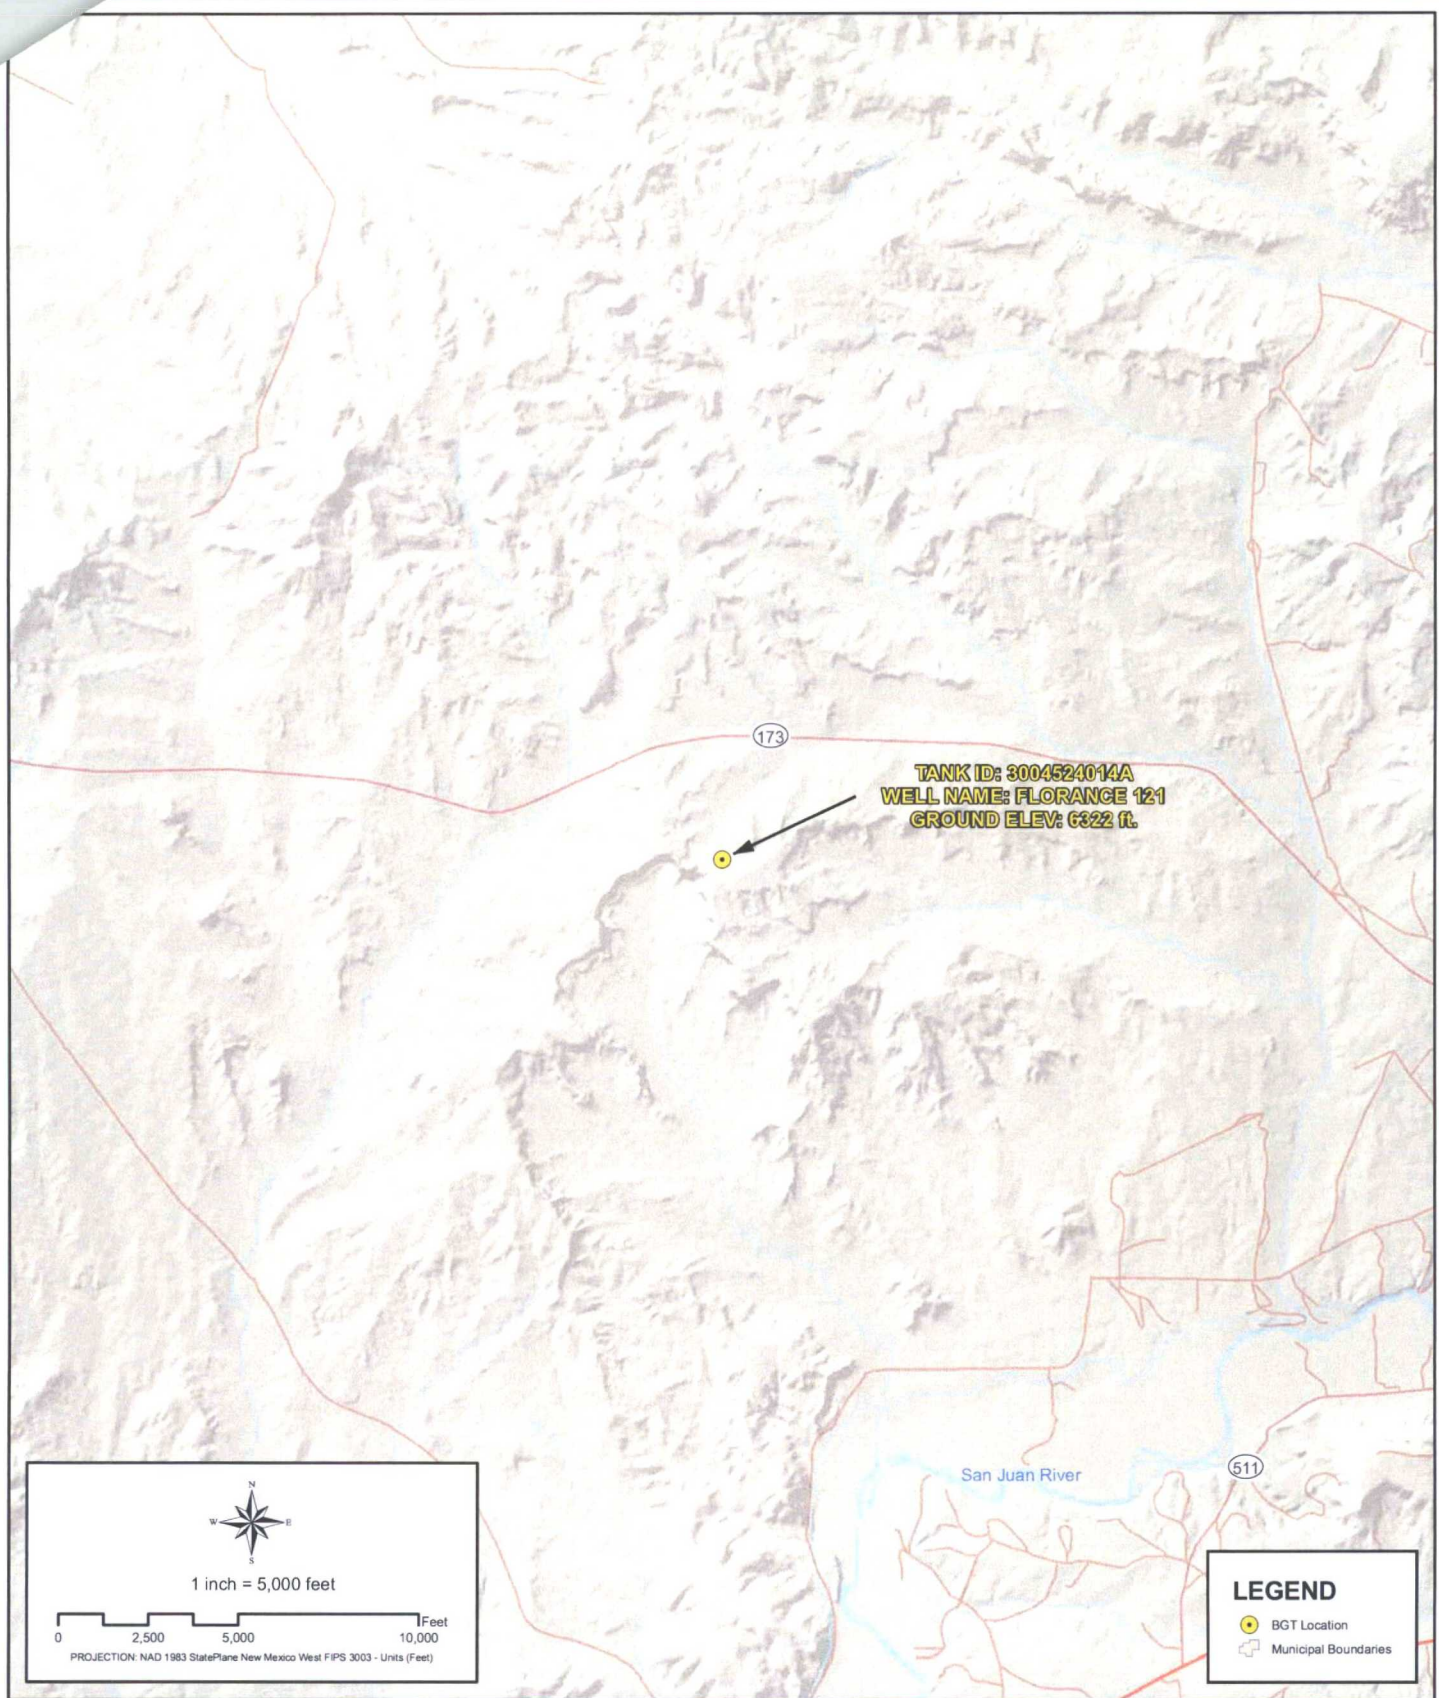 173
TANK ID: 3004524014A
WELL NAME: FLORANCE 121
GROUND ELEV: 6322 ft.
San Juan River
511
N
W E
S
1 inch = 5,000 feet
Feet
0 2,500 5,000 10,000
PROJECTION: NAD 1983 StatePlane New Mexico West FIPS 3003 - Units (Feet)
LEGEND
BGT Location
Municipal Boundaries